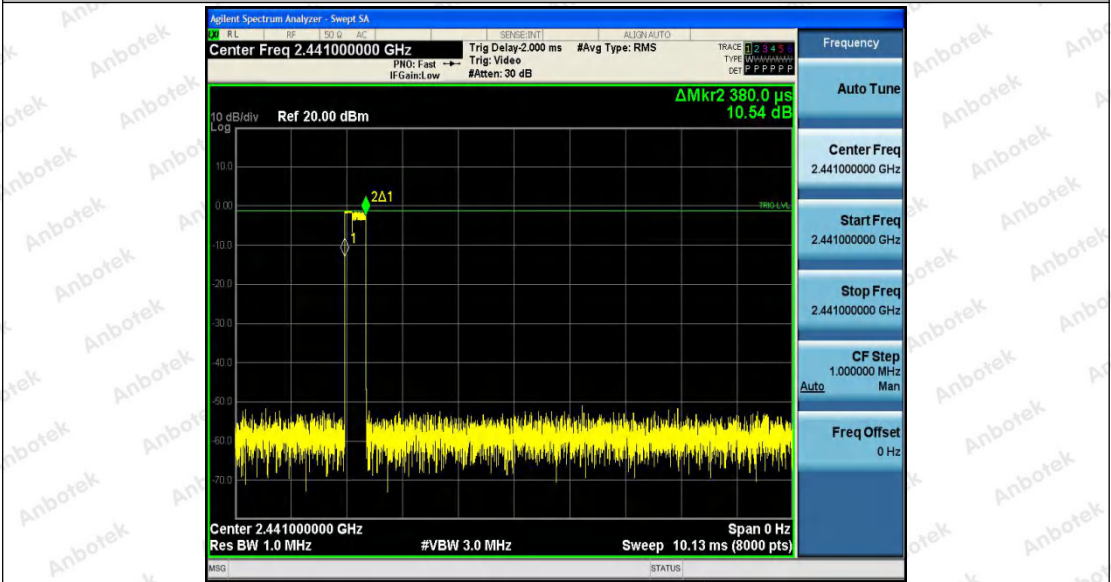 Agilent Spectrum Analyzer - Swept SA
RL RF 50 Ω AC SENSE:INT ALIGN AUTO
Center Freq 2.441000000 GHz
PNO: Fast
IFGain:Low
Trig Delay-2.000 ms
Trig: Video
#Atten: 30 dB
#Avg Type: RMS
TRACE 1 2 3 4 5 6
TYPE W
DET P P P P P P
ΔMkr2 380.0 µs
10.54 dB
10 dB/div Ref 20.00 dBm
Log
10.0
0.00
-10.0
-20.0
-30.0
-40.0
-50.0
-60.0
-70.0
2Δ1
1
TRIG LVL
Center 2.441000000 GHz Span 0 Hz
Res BW 1.0 MHz #VBW 3.0 MHz Sweep 10.13 ms (8000 pts)
MSG STATUS
Frequency
Auto Tune
Center Freq
2.441000000 GHz
Start Freq
2.441000000 GHz
Stop Freq
2.441000000 GHz
CF Step
1.000000 MHz
Auto Man
Freq Offset
0 Hz
Anbotek